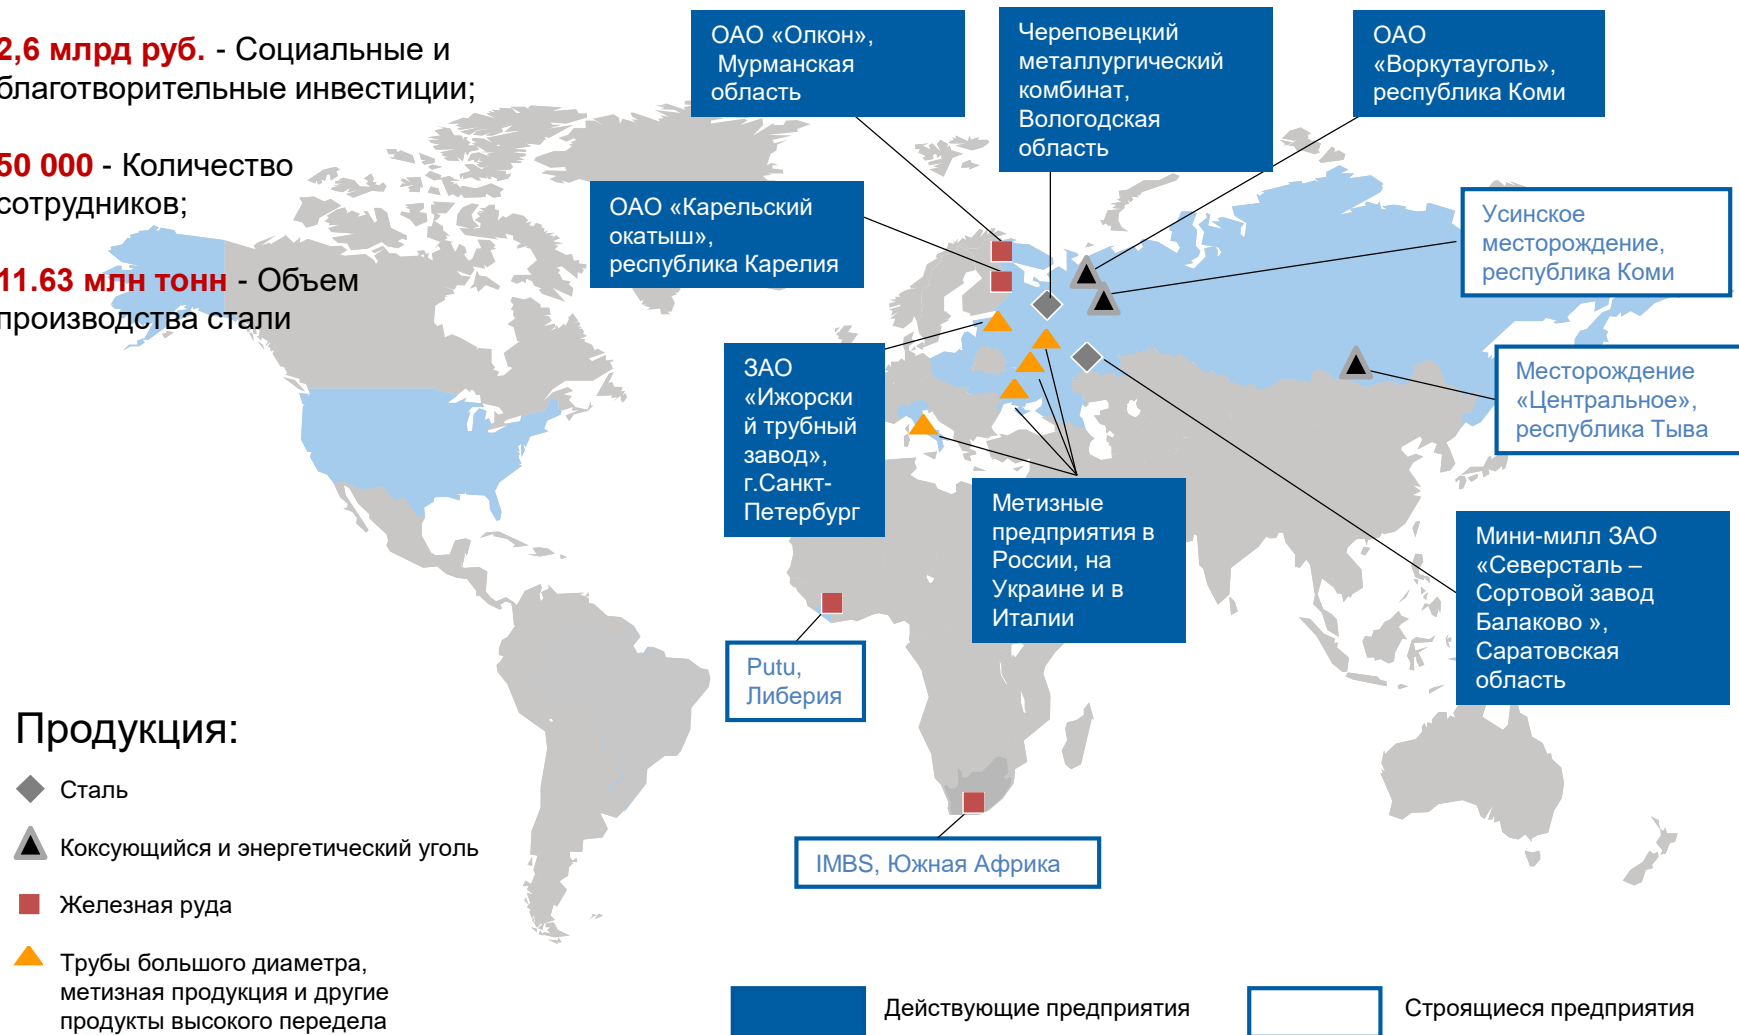 2,6 млрд руб. - Социальные и
благотворительные инвестиции;
50 000 - Количество
сотрудников;
11.63 млн тонн - Объем
производства стали
ОАО «Олкон»,
Мурманская
область
Череповецкий
металлургический
комбинат,
Вологодская
область
ОАО
«Воркутауголь»,
республика Коми
ОАО «Карельский
окатыш»,
республика Карелия
Усинское
месторождение,
республика Коми
ЗАО
«Ижорски
й трубный
завод»,
г.Санкт-
Петербург
Месторождение
«Центральное»,
республика Тыва
Метизные
предприятия в
России, на
Украине и в
Италии
Мини-милл ЗАО
«Северсталь –
Сортовой завод
Балаково »,
Саратовская
область
Putu,
Либерия
IMBS, Южная Африка
Продукция:
Сталь
Коксующийся и энергетический уголь
Железная руда
Трубы большого диаметра,
метизная продукция и другие
продукты высокого передела
Действующие предприятия
Строящиеся предприятия